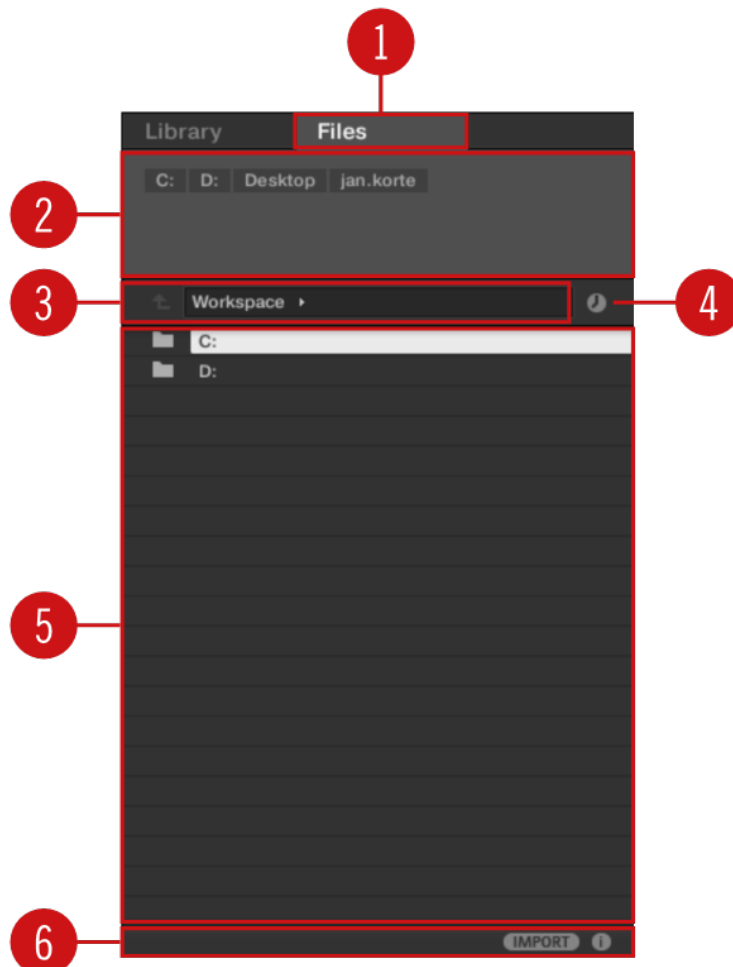 1
Library Files
2
C: D: Desktop jan.korte
3
Workspace
4
C:
D:
5
6
IMPORT i